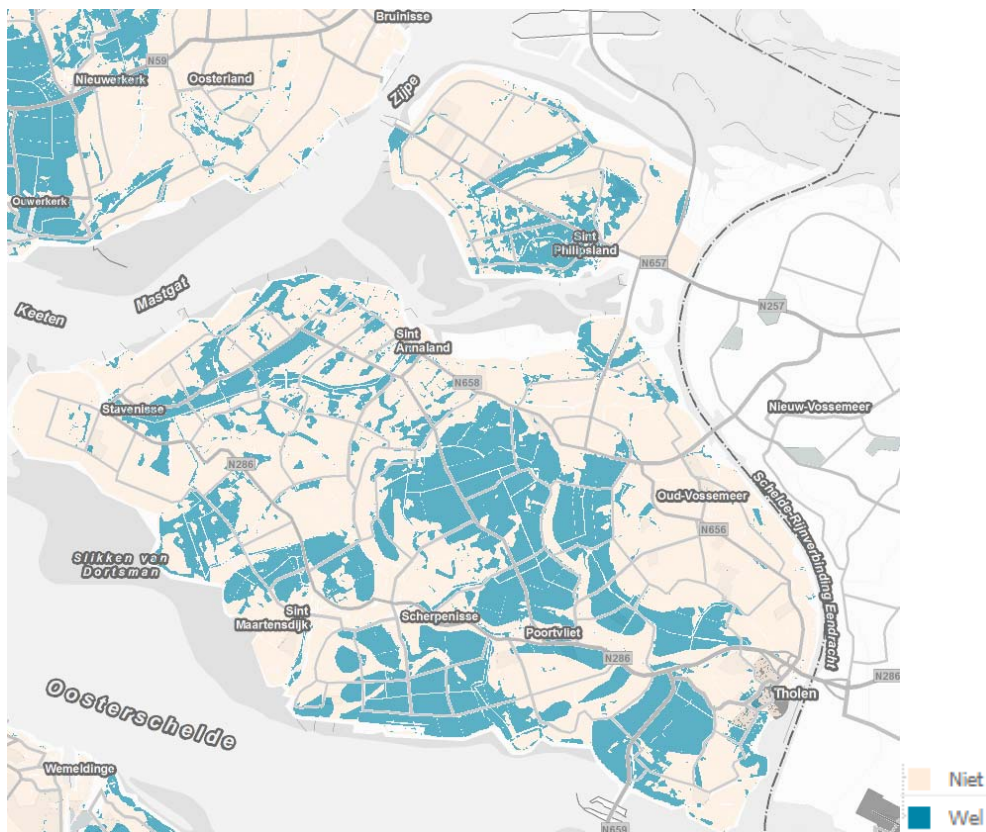 Bruinisse
N59
Nieuwerkerk
Oosterland
Zijpe
Ouwerkerk
Sint
Philipsland
N657
Mastgat
Keeten
N257
Sint
Annaland
N658
Stavenisse
Nieuw-Vossemeer
N286
Oud-Vossemeer
N656
Schelde-Rijnverbinding Eendracht
Slikken van
Dortsman
Sint
Maartensdijk
Scherpenisse
Poortvliet
N286
N286
Tholen
Oosterschelde
Wemeldinge
Niet
Wel
N659